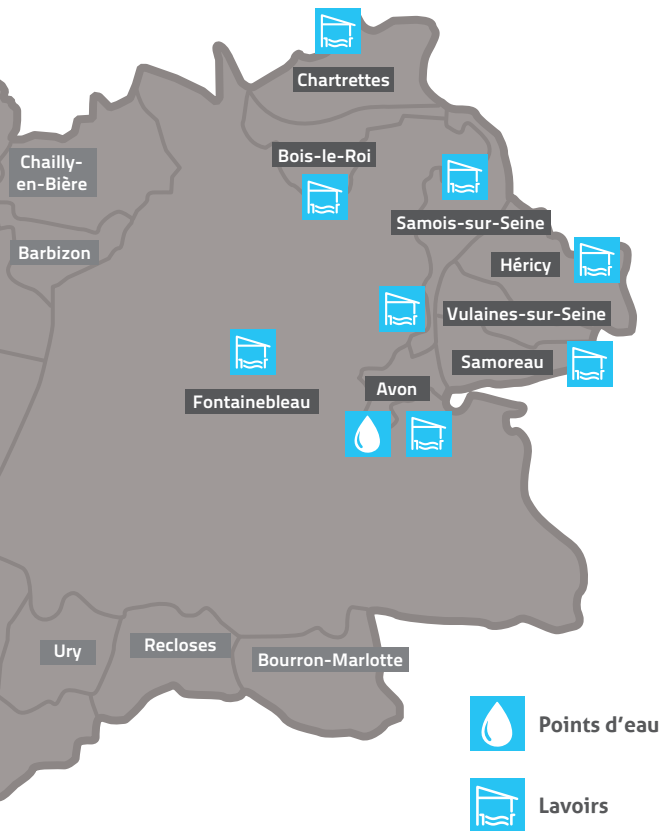 Chartrettes
Chailly-
en-Bière
Bois-le-Roi
Samois-sur-Seine
Barbizon
Héricy
Vulaines-sur-Seine
Samoreau
Avon
Fontainebleau
Ury
Recloses
Bourron-Marlotte
Points d'eau
Lavoirs